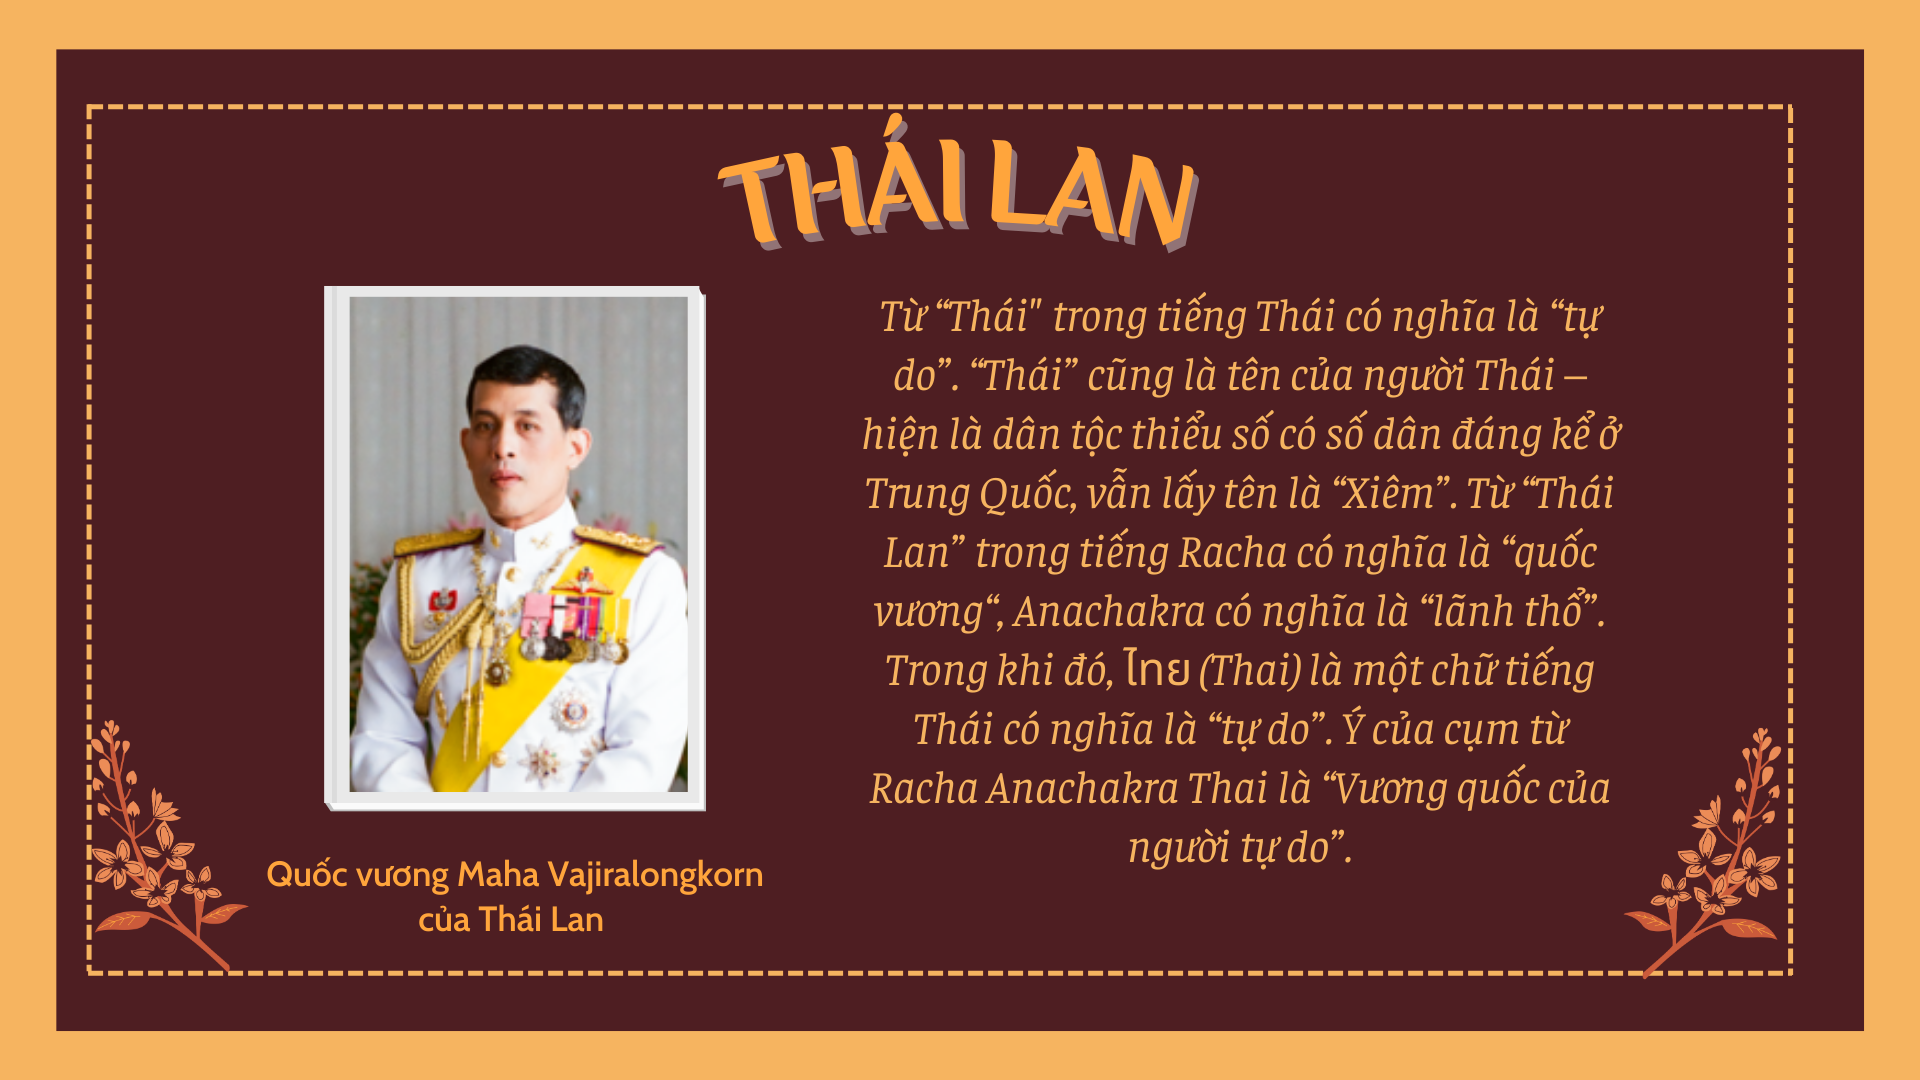 THÁI LAN
Từ “Thái" trong tiếng Thái có nghĩa là “tự
do”. “Thái” cũng là tên của người Thái –
hiện là dân tộc thiểu số có số dân đáng kể ở
Trung Quốc, vẫn lấy tên là “Xiêm”. Từ “Thái
Lan” trong tiếng Racha có nghĩa là “quốc
vương“, Anachakra có nghĩa là “lãnh thổ”.
Trong khi đó, ไทย (Thai) là một chữ tiếng
Thái có nghĩa là “tự do”. Ý của cụm từ
Racha Anachakra Thai là “Vương quốc của
người tự do”.
Quốc vương Maha Vajiralongkorn
của Thái Lan